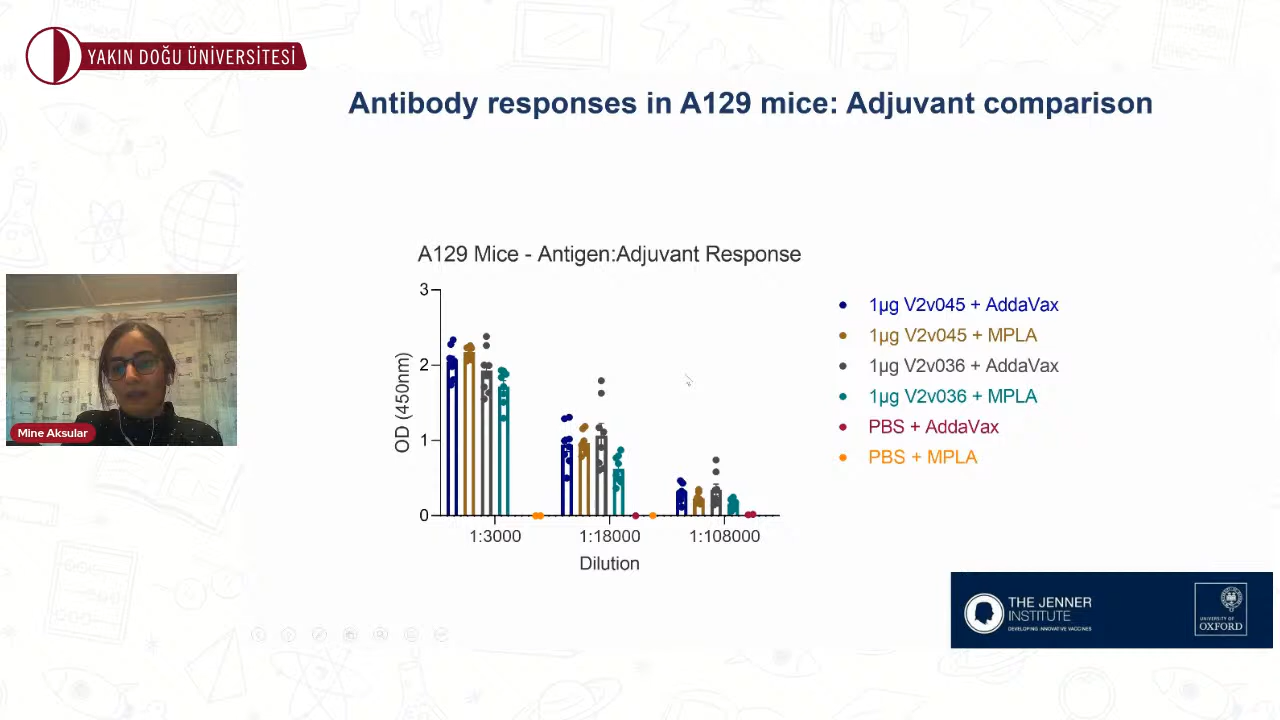 YAKIN DOĞU ÜNİVERSİTESİ
Antibody responses in A129 mice: Adjuvant comparison
A129 Mice - Antigen:Adjuvant Response
3
2
1
0
OD (450nm)
1:3000
1:18000
1:108000
Dilution
1µg V2v045 + AddaVax
1µg V2v045 + MPLA
1µg V2v036 + AddaVax
1µg V2v036 + MPLA
PBS + AddaVax
PBS + MPLA
Mine Aksular
THE JENNER
INSTITUTE
DEVELOPING INNOVATIVE VACCINES
UNIVERSITY OF
OXFORD